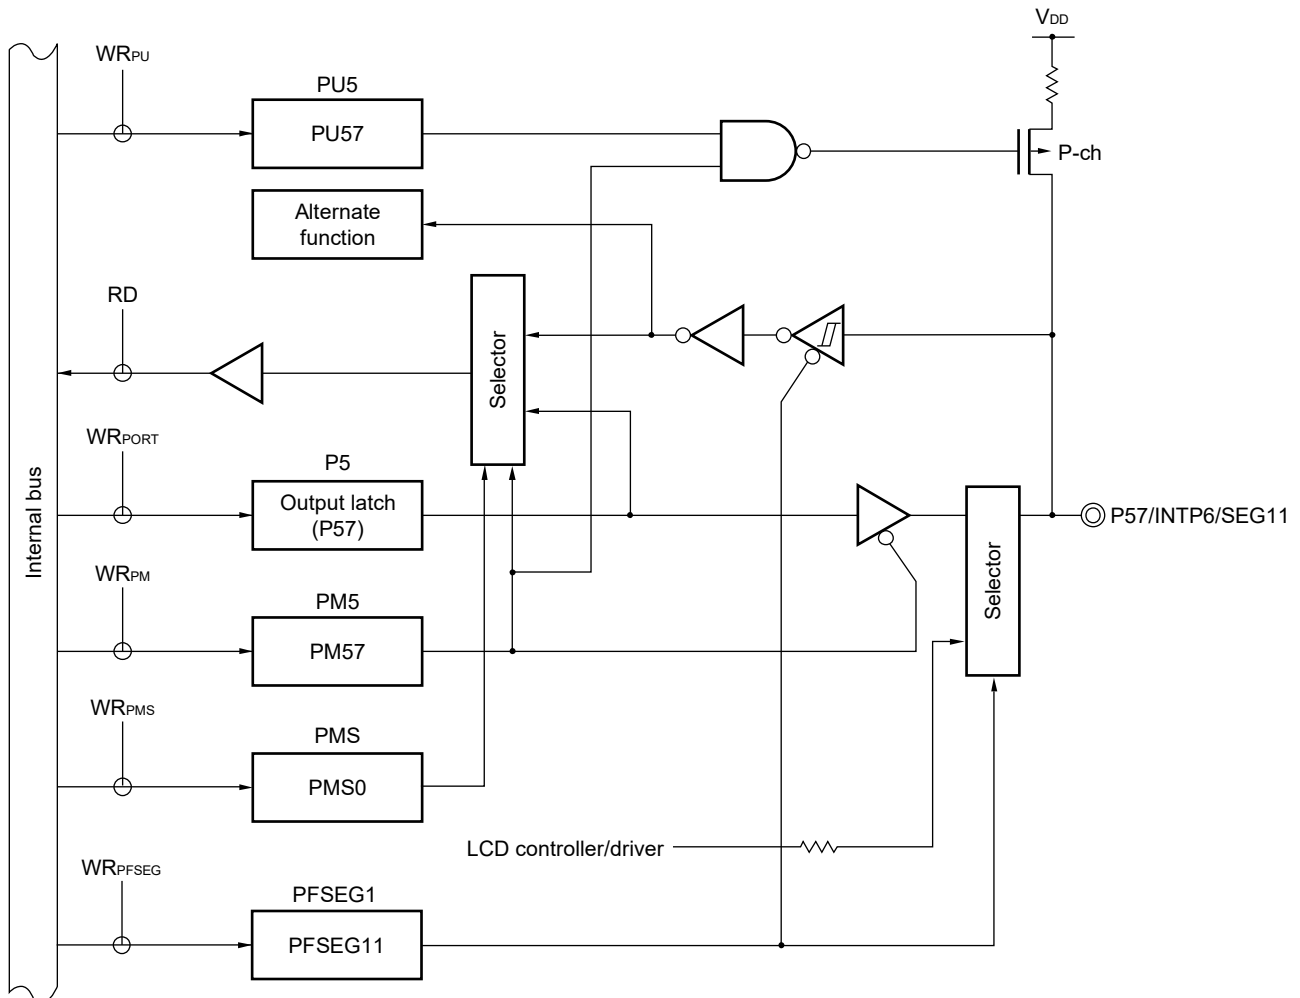 VDD
WRPU
PU5
PU57
P-ch
Alternate
function
RD
Selector
WRPORT
P5
Output latch
(P57)
P57/INTP6/SEG11
Internal bus
Selector
WRPM
PM5
PM57
WRPMS
PMS
PMS0
LCD controller/driver
WRPFSEG
PFSEG1
PFSEG11